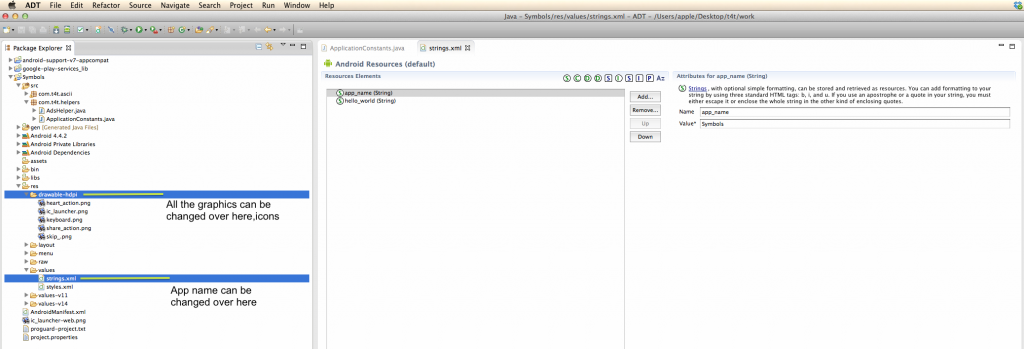 ADT File Edit Refactor Source Navigate Search Project Run Window Help
Java – Symbols/res/values/strings.xml – ADT – /Users/apple/Desktop/t4t/work
Package Explorer
android-support-v7-appcompat
google-play-services_lib
Symbols
src
com.t4t.ascii
com.t4t.helpers
AdsHelper.java
ApplicationConstants.java
gen [Generated Java Files]
Android 4.4.2
Android Private Libraries
Android Dependencies
assets
bin
libs
res
drawable-hdpi
heart_action.png
ic_launcher.png
keyboard.png
share_action.png
skip_.png
layout
menu
raw
values
strings.xml
styles.xml
values-v11
values-v14
AndroidManifest.xml
ic_launcher-web.png
proguard-project.txt
project.properties
All the graphics can be
changed over here,icons
App name can be
changed over here
ApplicationConstants.java strings.xml
Android Resources (default)
Resources Elements
S C D D S I S I P Az
app_name (String)
hello_world (String)
Add...
Remove...
Up
Down
Attributes for app_name (String)
Strings, with optional simple formatting, can be stored and retrieved as resources. You can add formatting to your
string by using three standard HTML tags: b, i, and u. If you use an apostrophe or a quote in your string, you must
either escape it or enclose the whole string in the other kind of enclosing quotes.
Name app_name
Value* Symbols